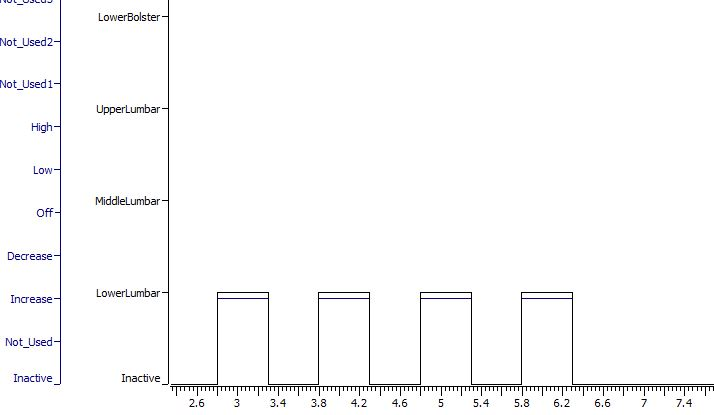 LowerBolster
Not_Used2
Not_Used1
UpperLumbar
High
Low
MiddleLumbar
Off
Decrease
LowerLumbar
Increase
Not_Used
Inactive
Inactive
2.6 3 3.4 3.8 4.2 4.6 5 5.4 5.8 6.2 6.6 7 7.4